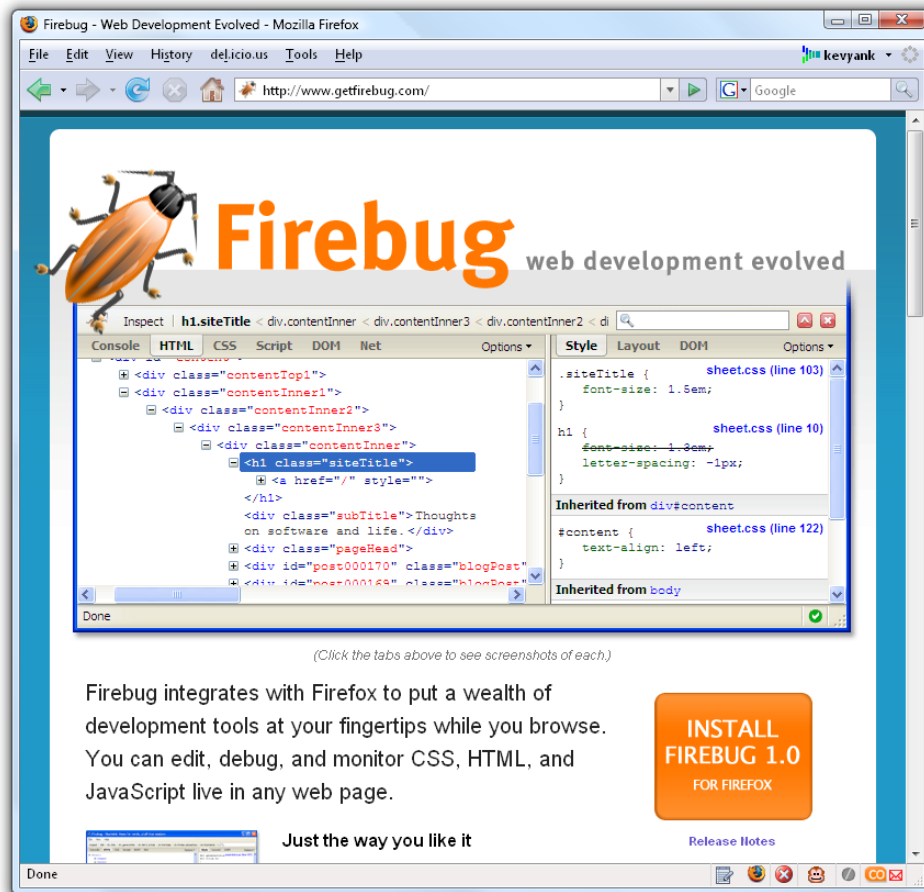 Firebug - Web Development Evolved - Mozilla Firefox
File Edit View History del.icio.us Tools Help kevyank
http://www.getfirebug.com/ G Google
Firebug web development evolved
Inspect h1.siteTitle < div.contentInner < div.contentInner3 < div.contentInner2 < di
Console HTML CSS Script DOM Net Options Style Layout DOM Options
<div id="content">
<div class="contentTop1">
<div class="contentInner1">
<div class="contentInner2">
<div class="contentInner3">
<div class="contentInner">
<h1 class="siteTitle">
<a href="/" style="">
</h1>
<div class="subTitle">Thoughts
on software and life.</div>
<div class="pageHead">
<div id="post000170" class="blogPost"
<div id="post000169" class="blogPost"
.siteTitle { sheet.css (line 103)
font-size: 1.5em;
}
h1 { sheet.css (line 10)
font-size: 1.3em;
letter-spacing: -1px;
}
Inherited from div#content
#content { sheet.css (line 122)
text-align: left;
}
Inherited from body
Done
(Click the tabs above to see screenshots of each.)
Firebug integrates with Firefox to put a wealth of
development tools at your fingertips while you browse.
You can edit, debug, and monitor CSS, HTML, and
JavaScript live in any web page.
INSTALL
FIREBUG 1.0
FOR FIREFOX
Release Notes
Just the way you like it
Done